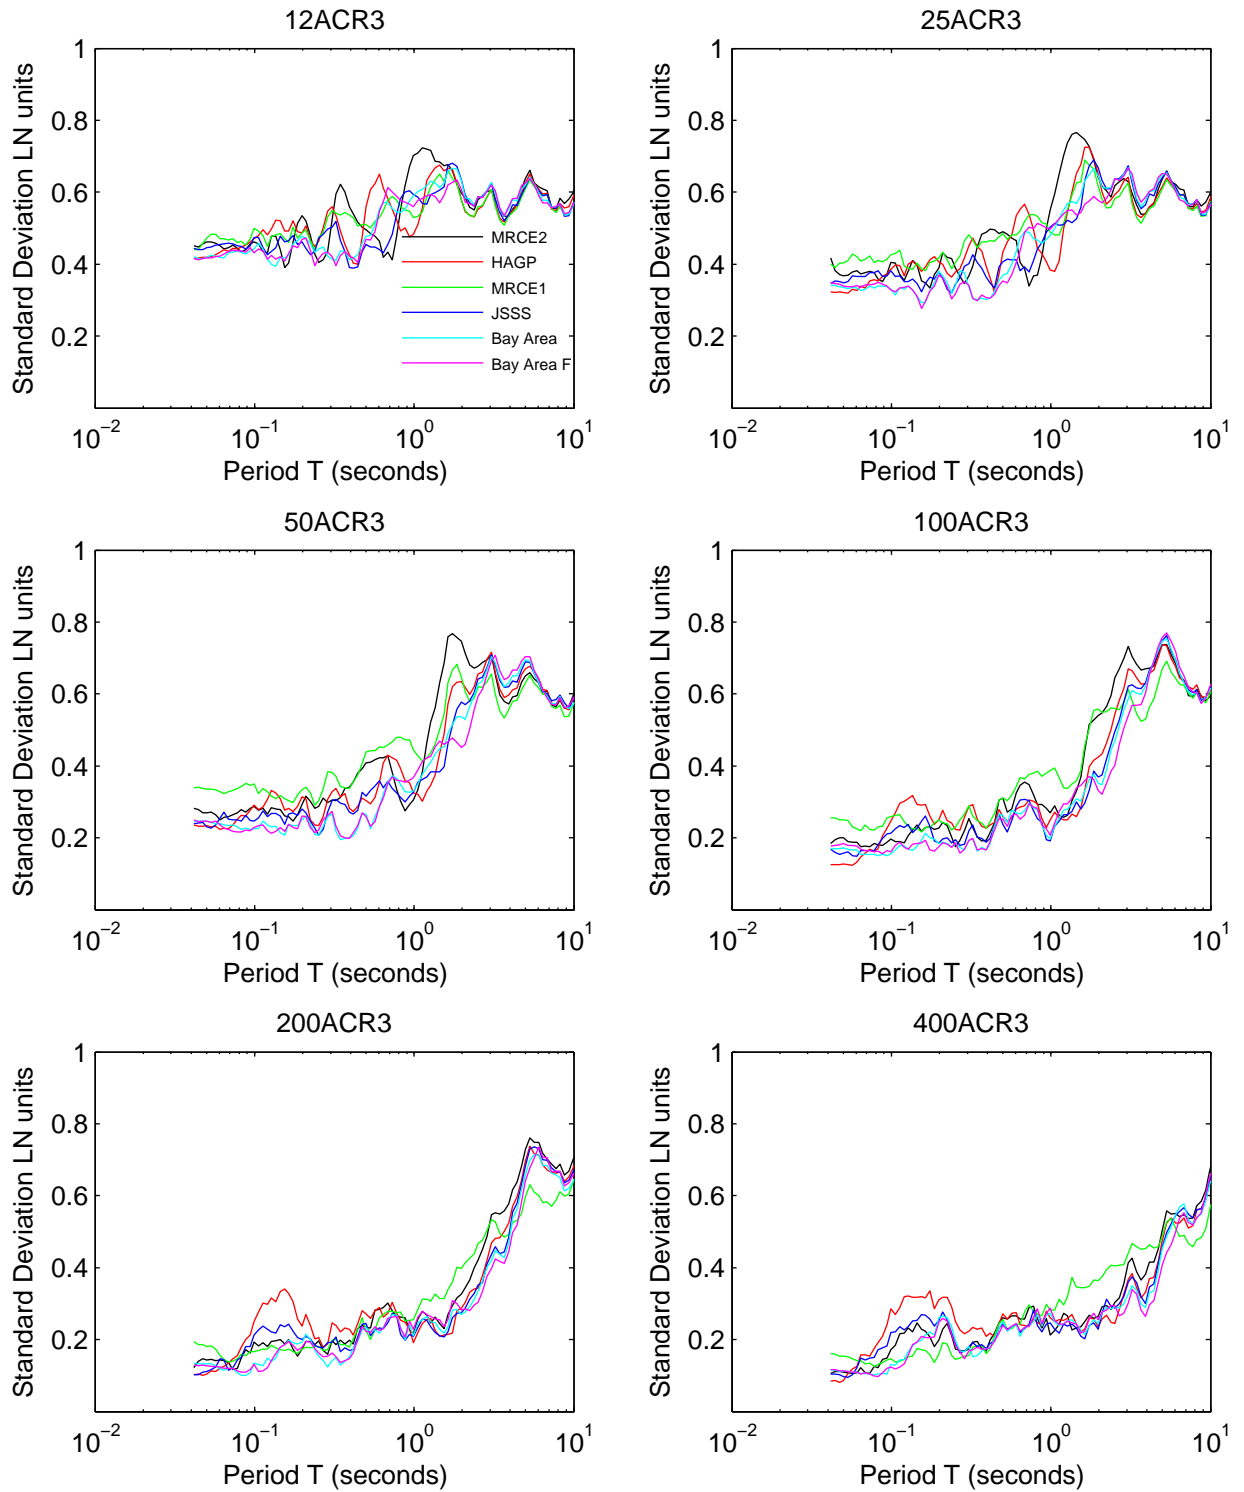 12ACR3
Standard Deviation LN units
1
0.8
0.6
0.4
0.2
MRCE2
HAGP
MRCE1
JSSS
Bay Area
Bay Area F
10⁻² 10⁻¹ 10⁰ 10¹
Period T (seconds)
25ACR3
Standard Deviation LN units
1
0.8
0.6
0.4
0.2
10⁻² 10⁻¹ 10⁰ 10¹
Period T (seconds)
50ACR3
Standard Deviation LN units
1
0.8
0.6
0.4
0.2
10⁻² 10⁻¹ 10⁰ 10¹
Period T (seconds)
100ACR3
Standard Deviation LN units
1
0.8
0.6
0.4
0.2
10⁻² 10⁻¹ 10⁰ 10¹
Period T (seconds)
200ACR3
Standard Deviation LN units
1
0.8
0.6
0.4
0.2
10⁻² 10⁻¹ 10⁰ 10¹
Period T (seconds)
400ACR3
Standard Deviation LN units
1
0.8
0.6
0.4
0.2
10⁻² 10⁻¹ 10⁰ 10¹
Period T (seconds)